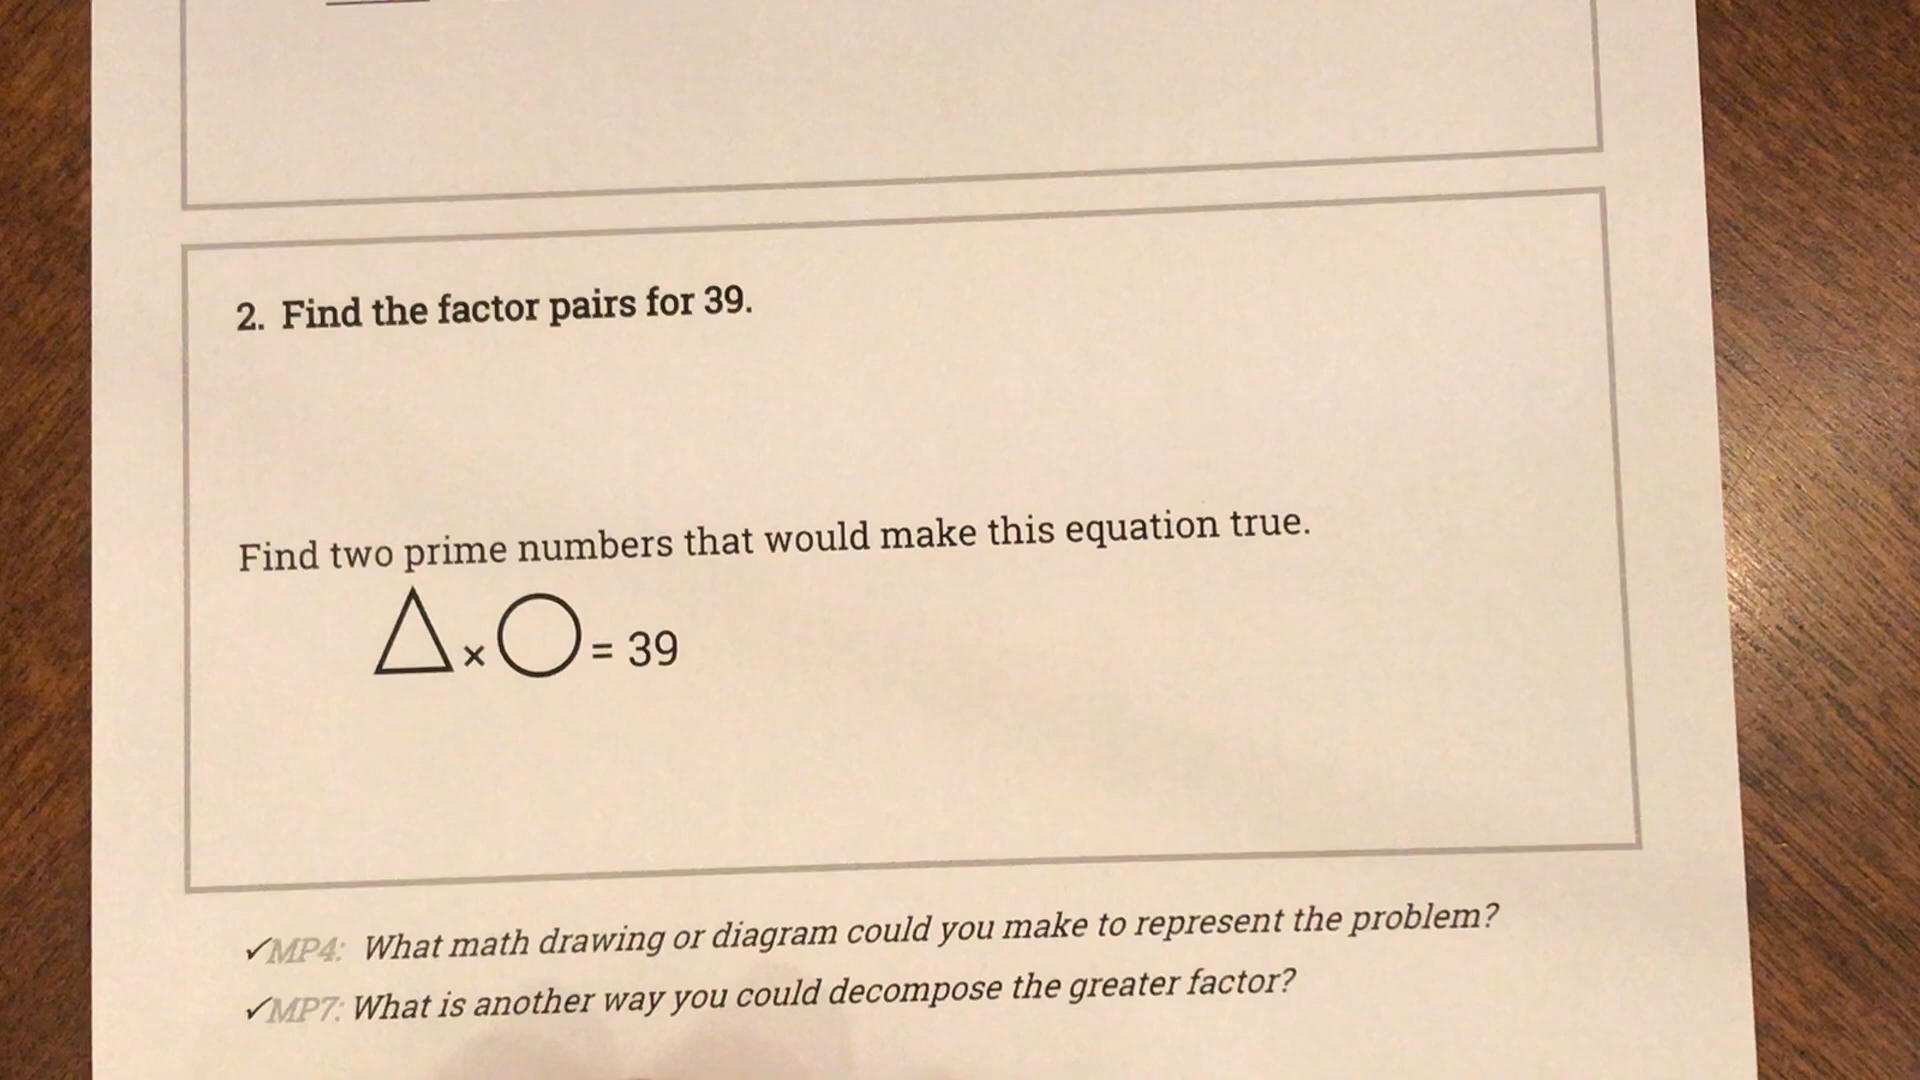 2. Find the factor pairs for 39.
Find two prime numbers that would make this equation true.
△ × ○ = 39
✓MP4: What math drawing or diagram could you make to represent the problem?
✓MP7: What is another way you could decompose the greater factor?